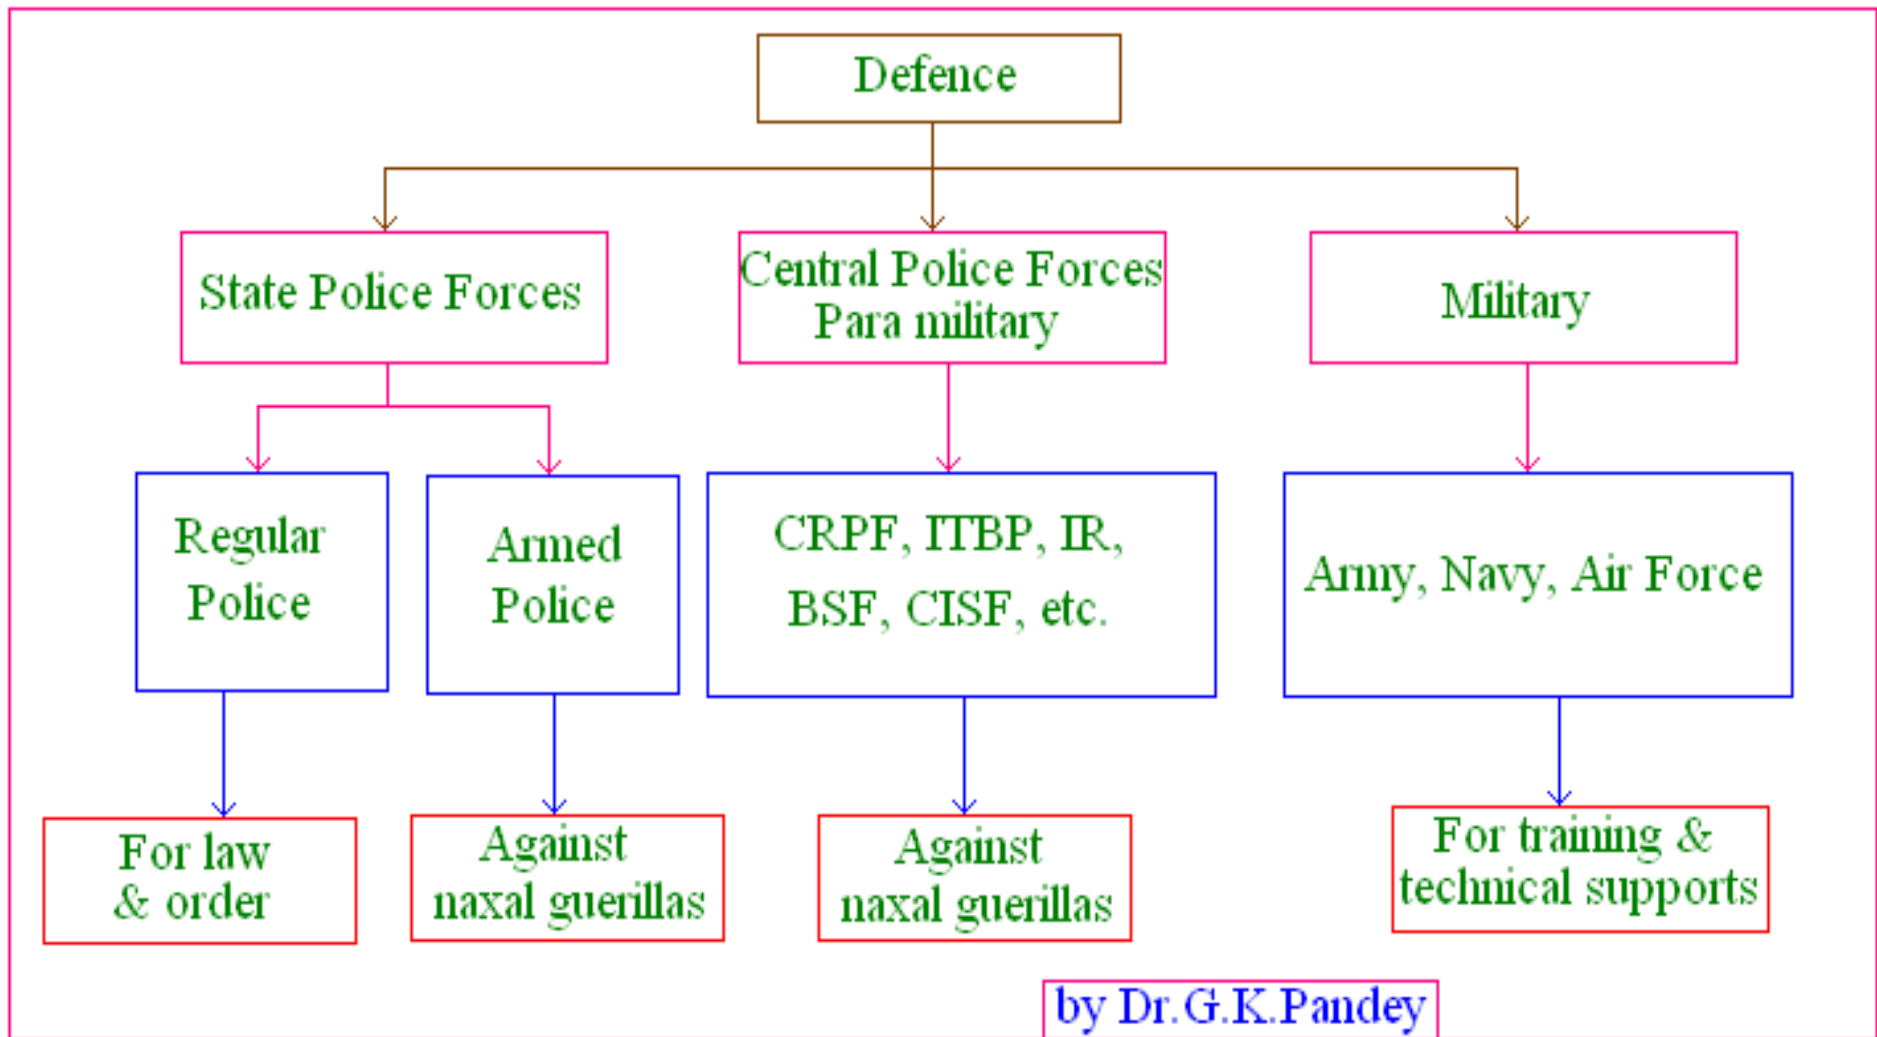 Defence
State Police Forces
Central Police Forces
Para military
Military
Regular
Police
Armed
Police
CRPF, ITBP, IR,
BSF, CISF, etc.
Army, Navy, Air Force
For law
& order
Against
naxal guerillas
Against
naxal guerillas
For training &
technical supports
by Dr.G.K.Pandey